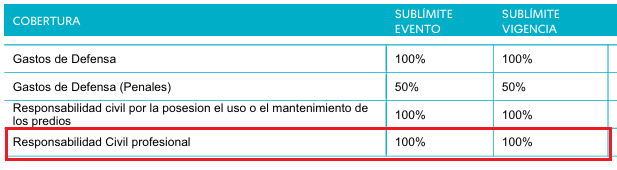 COBERTURA SUBLÍMITE EVENTO SUBLÍMITE VIGENCIA
Gastos de Defensa 100% 100%
Gastos de Defensa (Penales) 50% 50%
Responsabilidad civil por la posesion el uso o el mantenimiento de
los predios 100% 100%
Responsabilidad Civil profesional 100% 100%